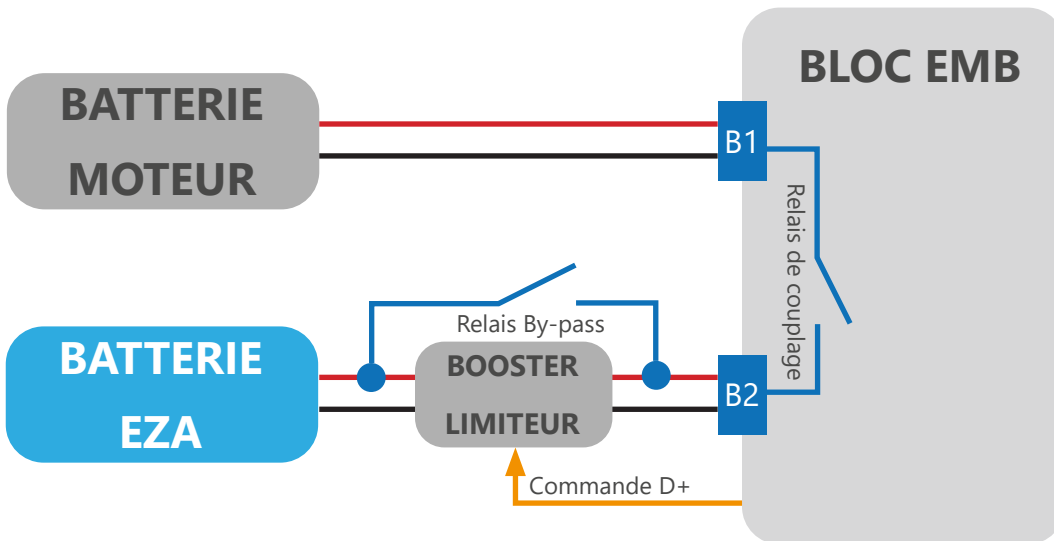 BLOC EMB
BATTERIE
MOTEUR
B1
Relais de couplage
Relais By-pass
BATTERIE
EZA
BOOSTER
LIMITEUR
B2
Commande D+